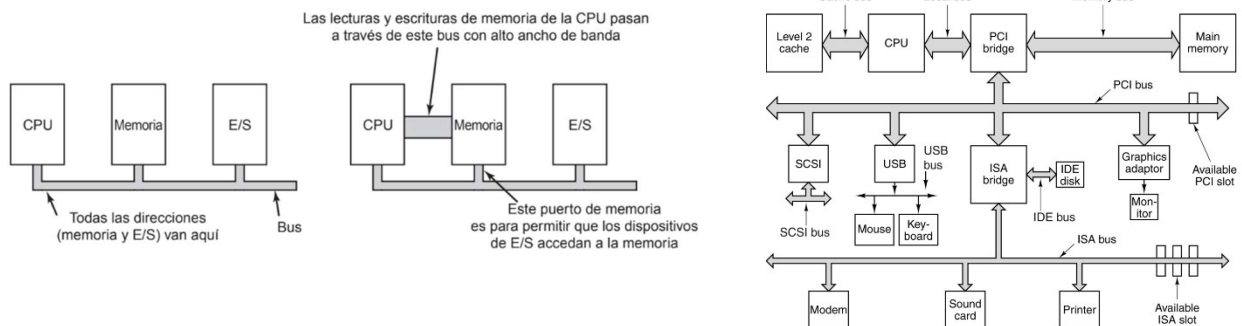 Las lecturas y escrituras de memoria de la CPU pasan
a través de este bus con alto ancho de banda
CPU
Memoria
E/S
CPU
Memoria
E/S
Todas las direcciones
(memoria y E/S) van aquí
Bus
Este puerto de memoria
es para permitir que los dispositivos
de E/S accedan a la memoria
Level 2
cache
CPU
PCI
bridge
Main
memory
PCI bus
SCSI
USB
USB
bus
ISA
bridge
IDE
disk
Graphics
adaptor
Available
PCI slot
Mon-
itor
IDE bus
SCSI bus
Mouse
Key-
board
ISA bus
Modem
Sound
card
Printer
Available
ISA slot